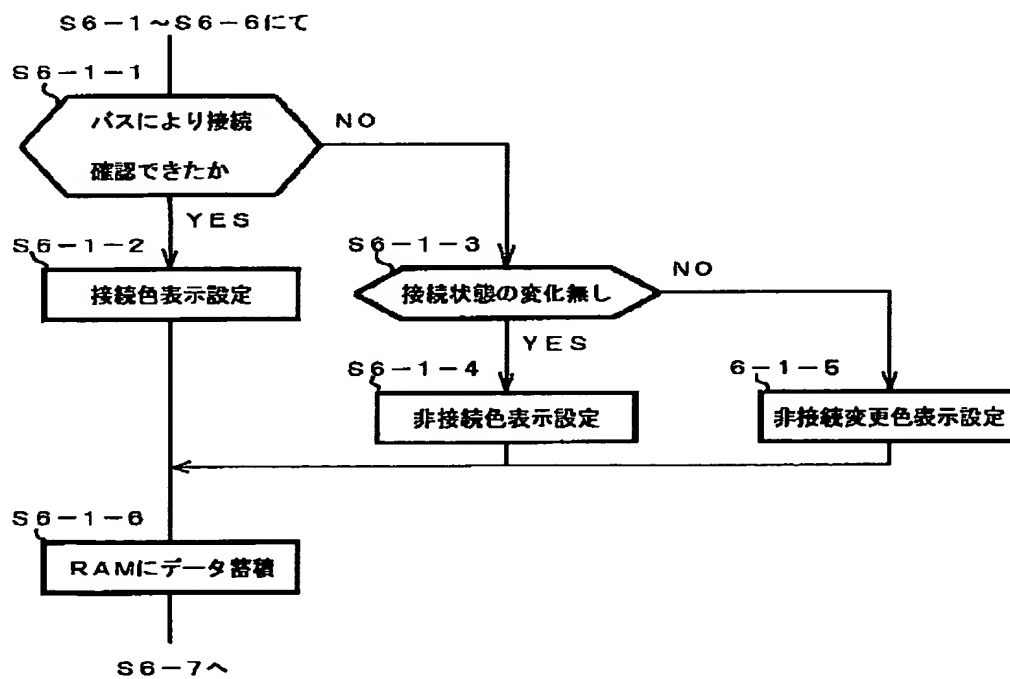 S6-1~S6-6にて
S6-1-1
バスにより接続
確認できたか
NO
YES
S6-1-2
接続色表示設定
S6-1-3
接続状態の変化無し
NO
YES
S6-1-4
非接続色表示設定
6-1-5
非接続変更色表示設定
S6-1-6
RAMにデータ蓄積
S6-7へ